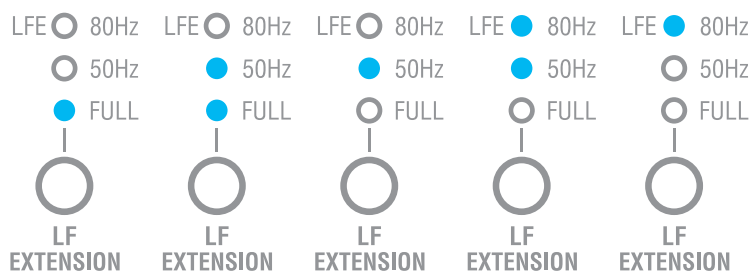 LFE 80Hz LFE 80Hz LFE 80Hz LFE 80Hz LFE 80Hz
50Hz 50Hz 50Hz 50Hz 50Hz
FULL FULL FULL FULL FULL
LF LF LF LF LF
EXTENSION EXTENSION EXTENSION EXTENSION EXTENSION